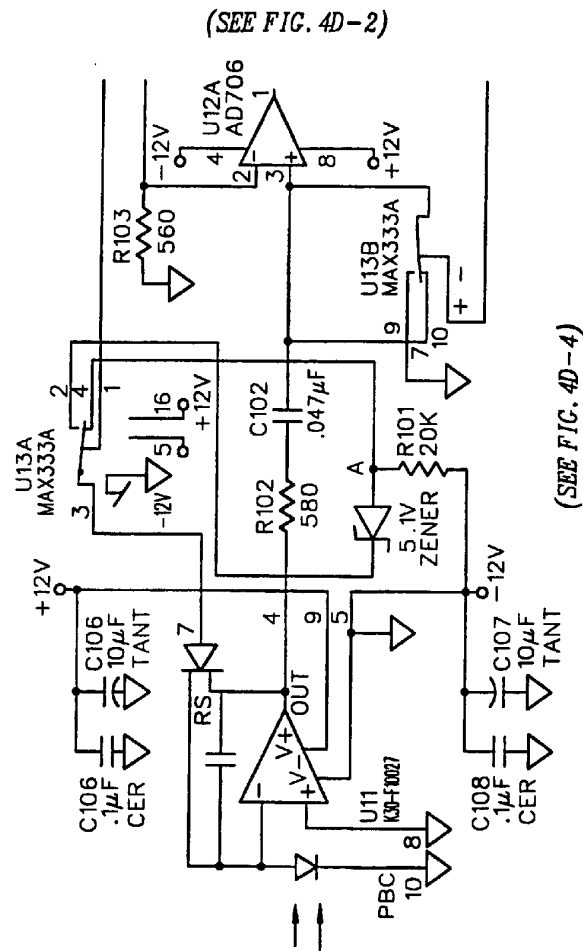 (SEE FIG. 4D-2)
U12A
AD706
1
-12V
4
2
-
+
3
8
+12V
R103
560
U13B
MAX333A
9
7
10
+ -
2
4
1
U13A
MAX333A
3
5
16
-12V
+12V
C102
.047µF
R102
580
A
R101
20K
5.1V
ZENER
(SEE FIG. 4D-4)
+12V
C106
10µF
TANT
C106
.1µF
CER
7
RS
4
9
5
OUT
V+
V-
-
+
U11
K30-F10027
8
PBC
10
-12V
C107
10µF
TANT
C108
.1µF
CER